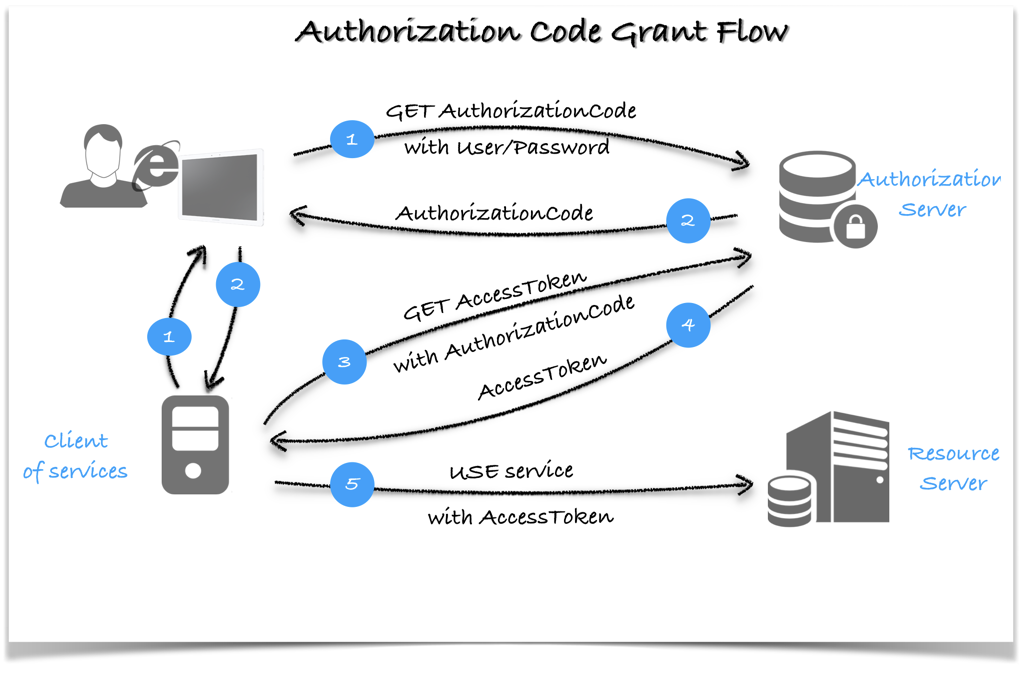 Authorization Code Grant Flow
GET AuthorizationCode
1
with User/Password
Authorization
Server
AuthorizationCode
2
2
1
GET AccessToken
with AuthorizationCode
3
4
AccessToken
Client
of services
USE service
5
with AccessToken
Resource
Server